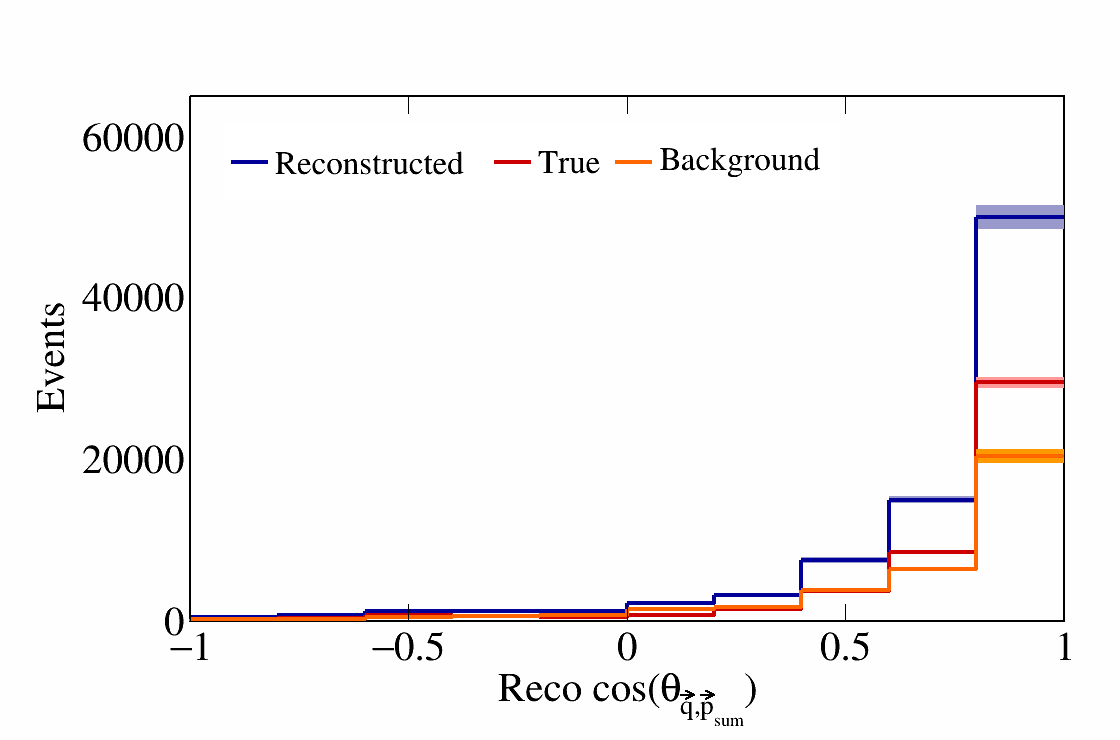 60000
40000
20000
0
Events
Reconstructed True Background
−1 −0.5 0 0.5 1
Reco cos(θq⃗,p⃗sum)